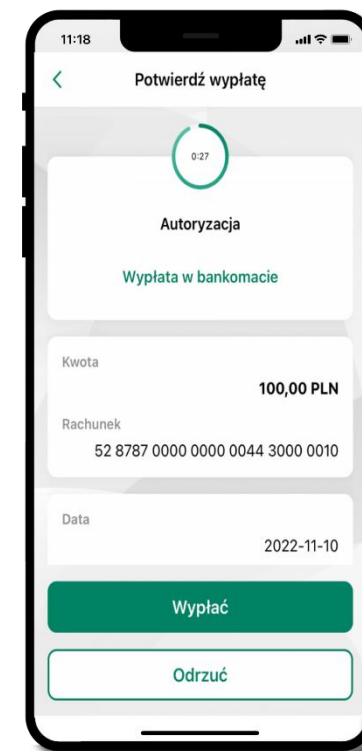 11:18
Potwierdź wypłatę
0:27
Autoryzacja
Wypłata w bankomacie
Kwota
100,00 PLN
Rachunek
52 8787 0000 0000 0044 3000 0010
Data
2022-11-10
Wypłać
Odrzuć